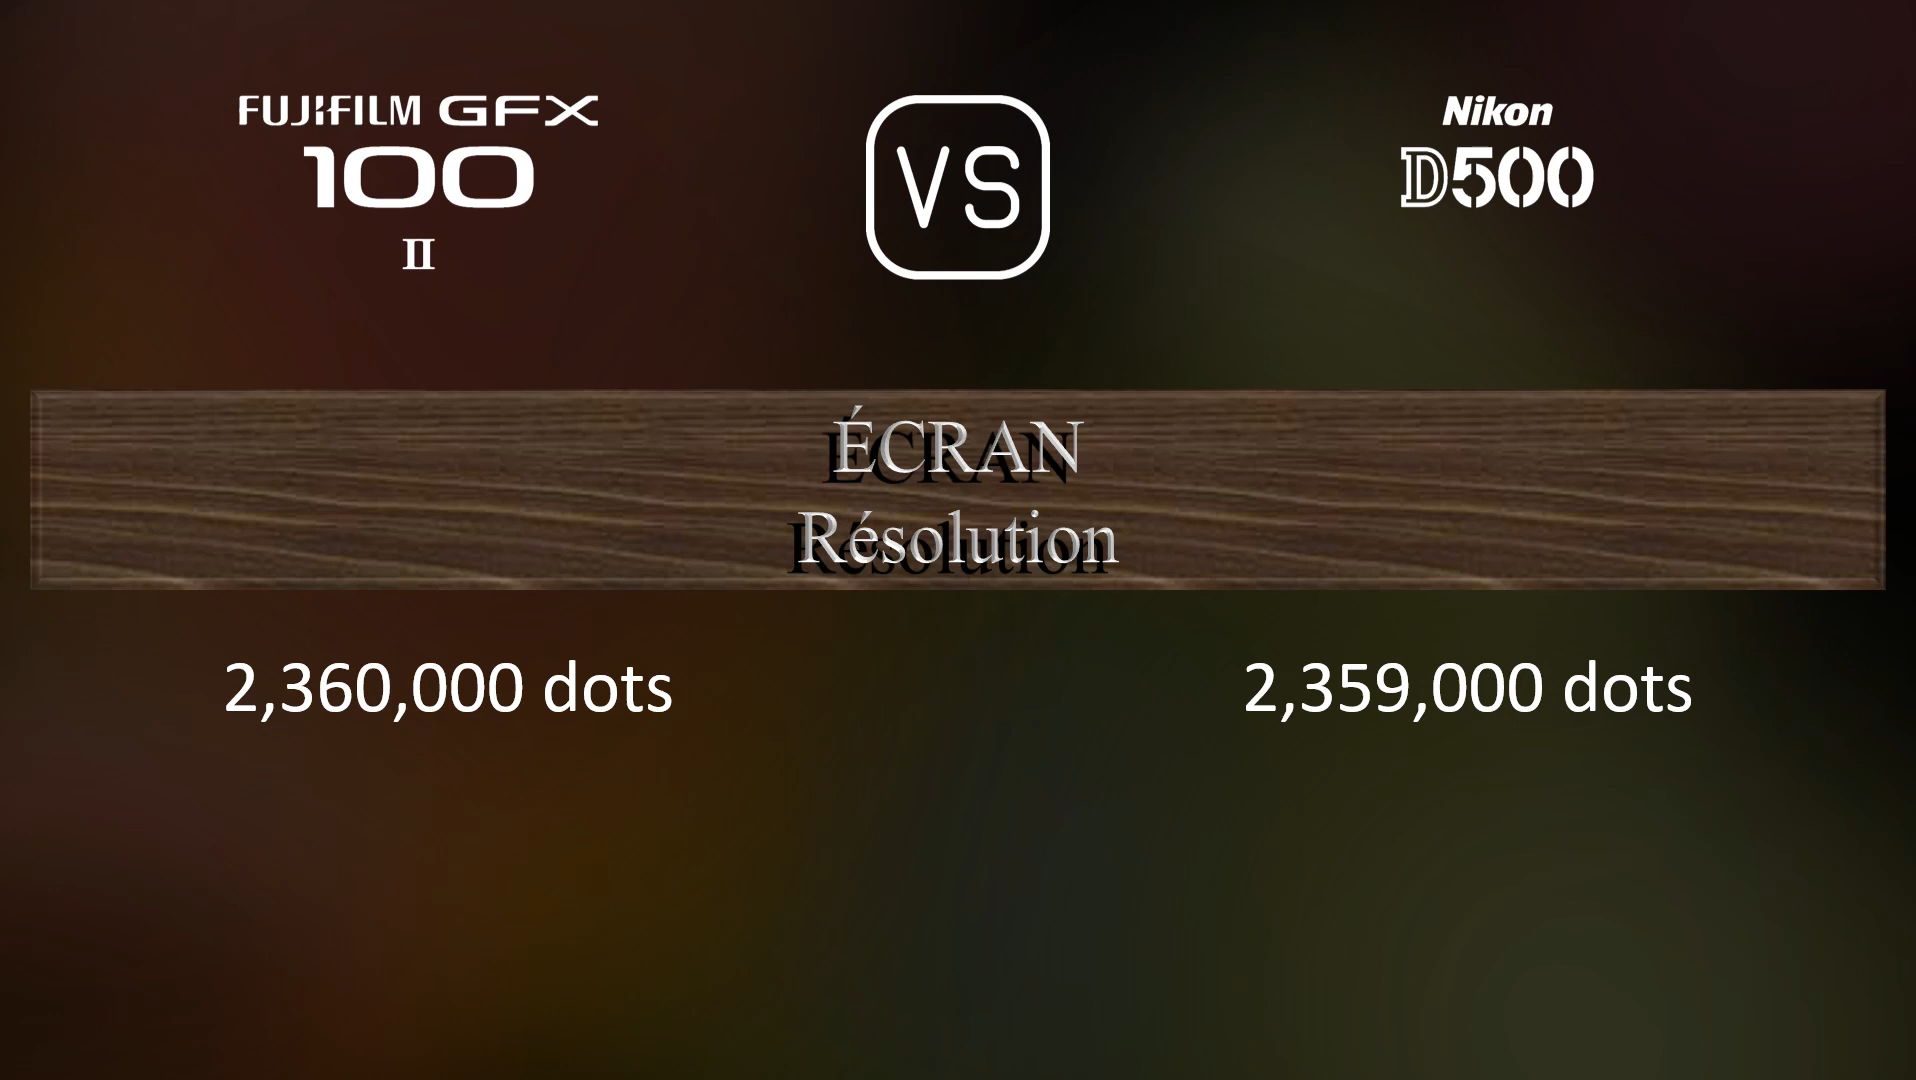 FUJIFILM GFX
100
II
VS
Nikon
D500
ÉCRAN
Résolution
2,360,000 dots
2,359,000 dots